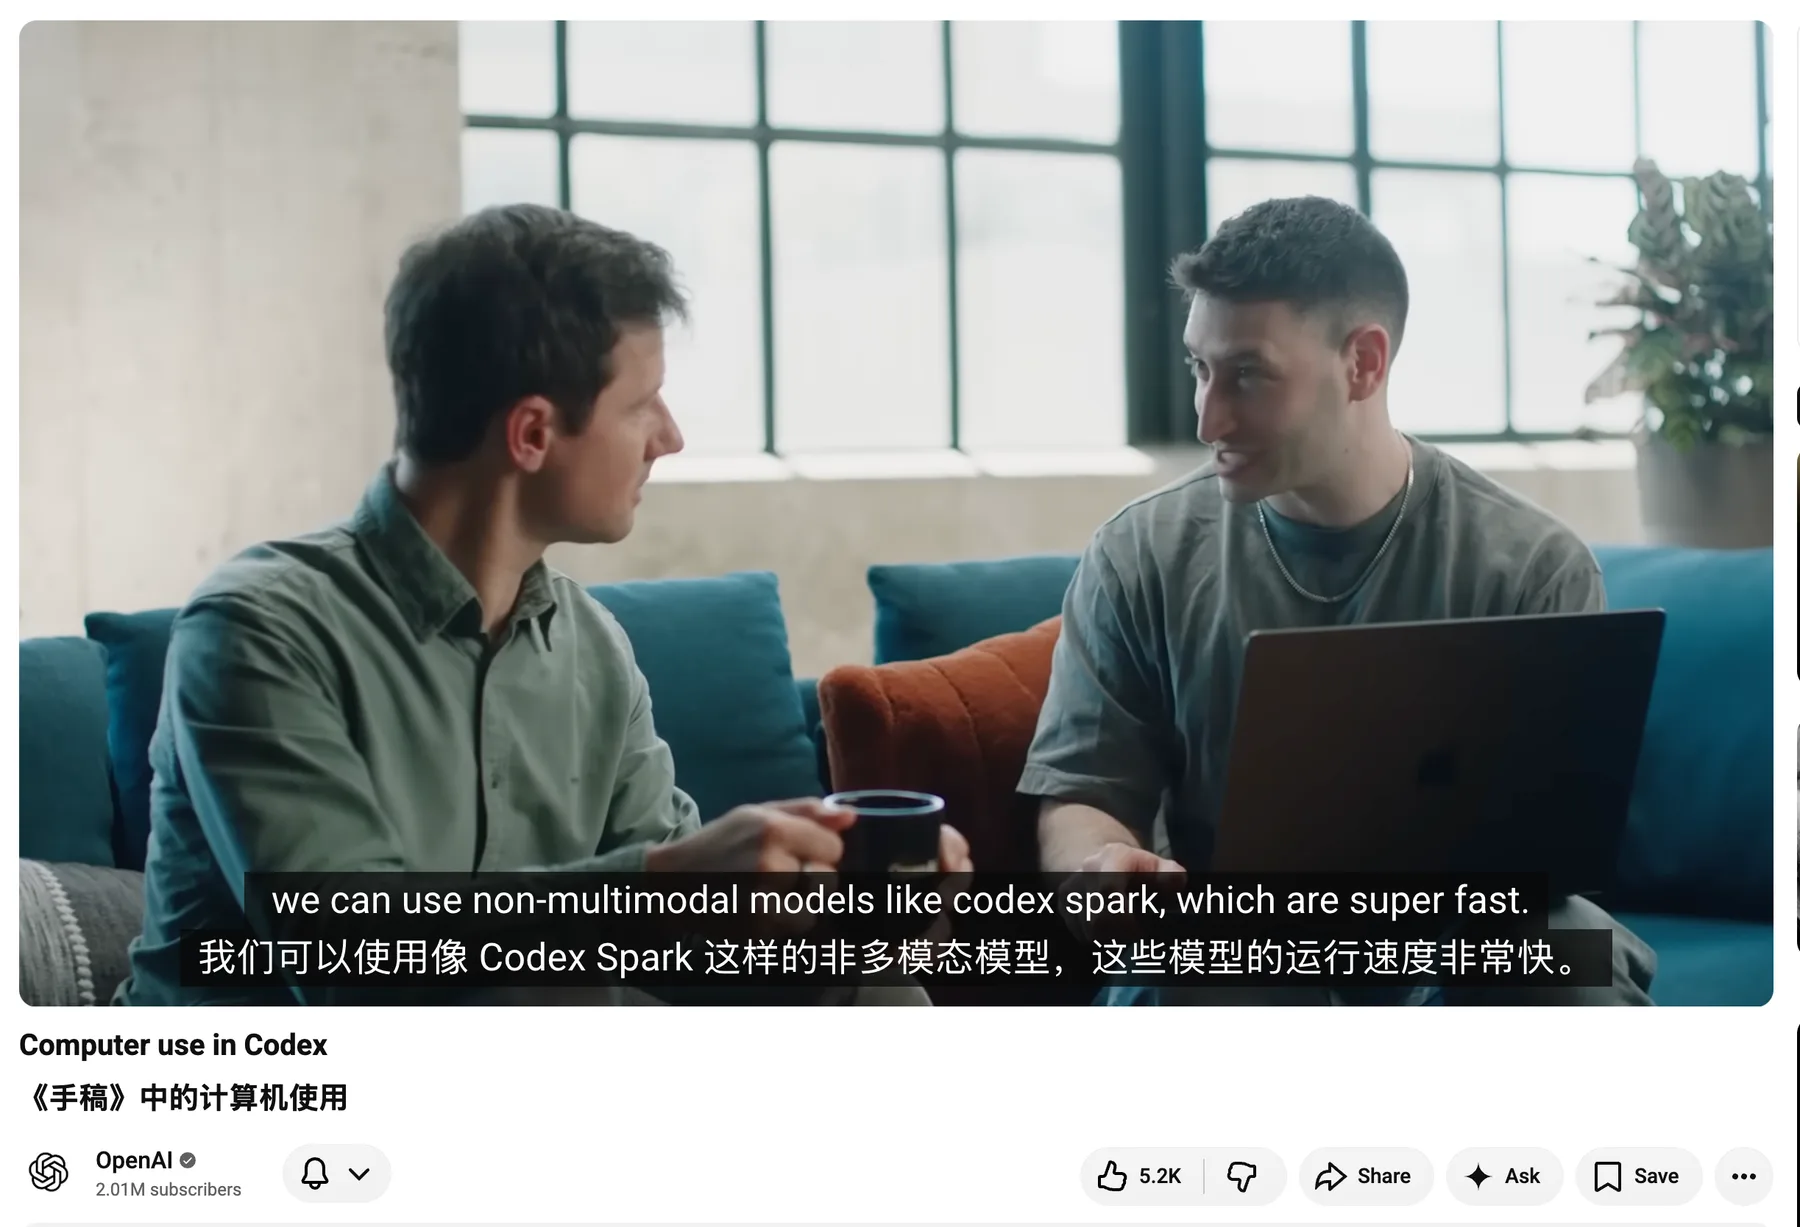 we can use non-multimodal models like codex spark, which are super fast.
我们可以使用像 Codex Spark 这样的非多模态模型，这些模型的运行速度非常快。
Computer use in Codex
《手稿》中的计算机使用
OpenAI
2.01M subscribers
5.2K
Share
Ask
Save